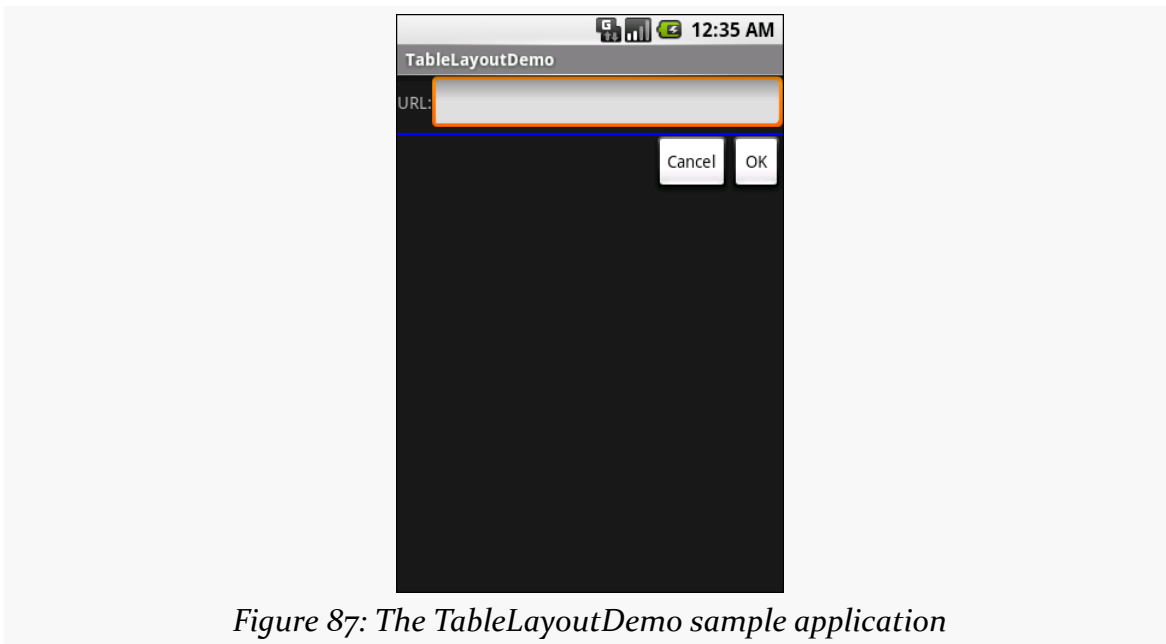 G
12:35 AM
TableLayoutDemo
URL:
Cancel
OK
Figure 87: The TableLayoutDemo sample application